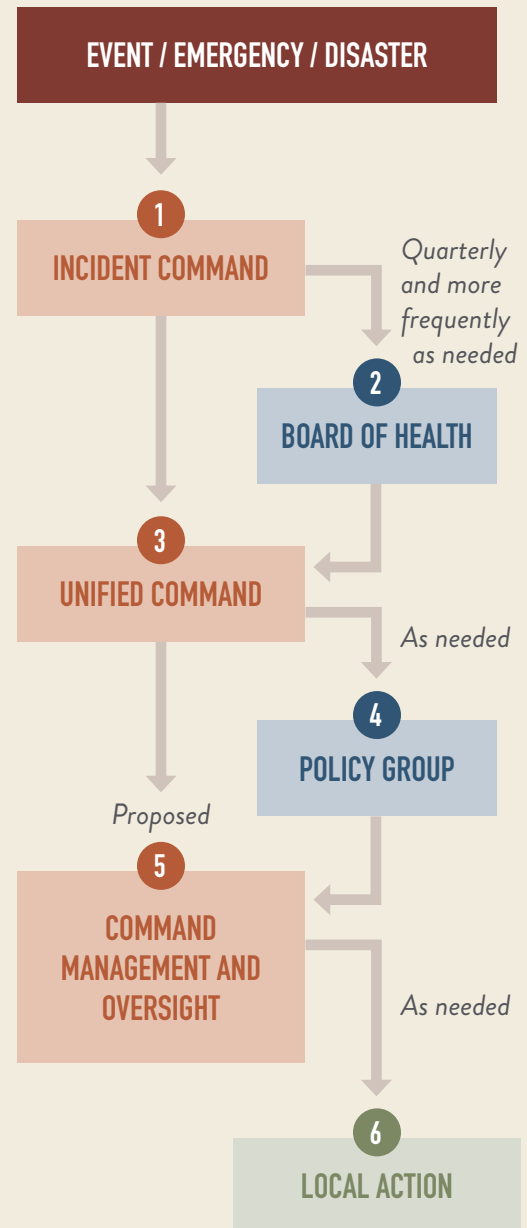 EVENT / EMERGENCY / DISASTER
1
INCIDENT COMMAND
Quarterly
and more
frequently
as needed
2
BOARD OF HEALTH
3
UNIFIED COMMAND
As needed
4
POLICY GROUP
Proposed
5
COMMAND
MANAGEMENT AND
OVERSIGHT
As needed
6
LOCAL ACTION